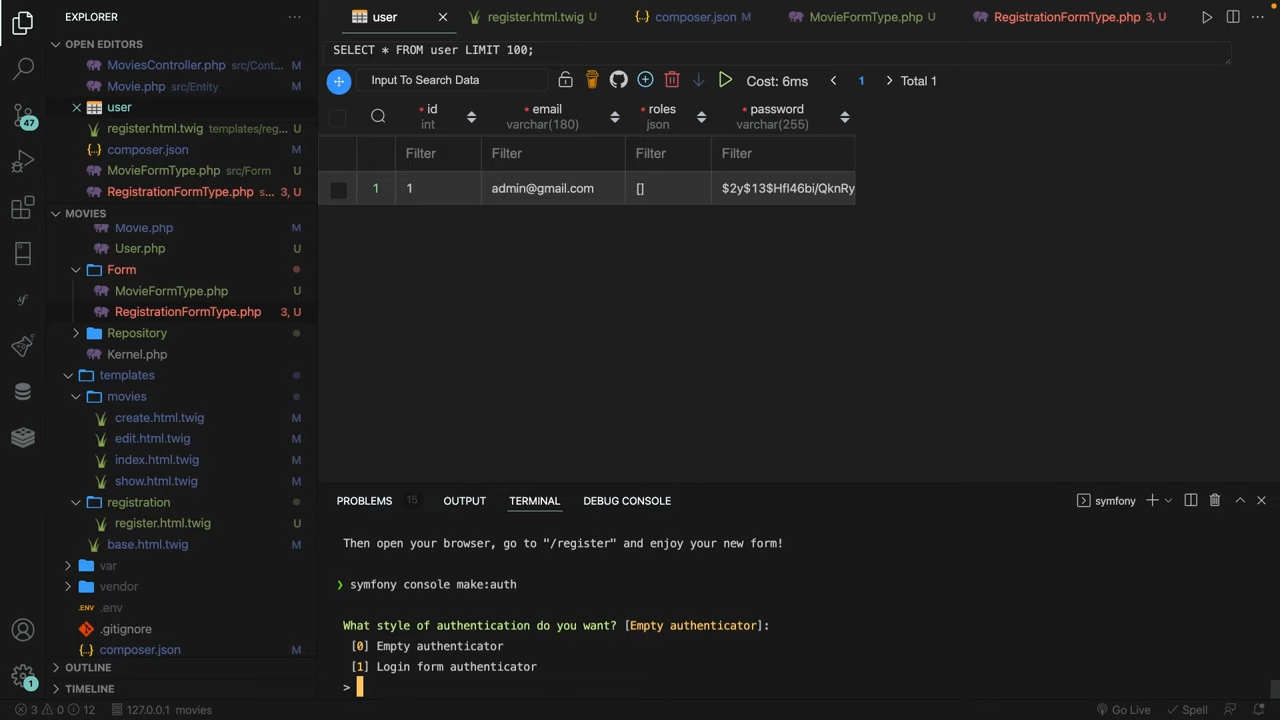 EXPLORER
OPEN EDITORS
MoviesController.php src/Cont... M
Movie.php src/Entity M
user
register.html.twig templates/reg... U
composer.json M
MovieFormType.php src/Form U
RegistrationFormType.php s... 3, U
MOVIES
Movie.php M
User.php U
Form
MovieFormType.php U
RegistrationFormType.php 3, U
Repository
Kernel.php
templates
movies
create.html.twig M
edit.html.twig M
index.html.twig M
show.html.twig M
registration
register.html.twig U
base.html.twig M
var
vendor
.ENV .env
.gitignore
{..} composer.json M
OUTLINE
TIMELINE
47
sf
1
user
register.html.twig U
{..} composer.json M
MovieFormType.php U
RegistrationFormType.php 3, U
SELECT * FROM user LIMIT 100;
Input To Search Data
Cost: 6ms
1
Total 1
* id * email * roles * password
int varchar(180) json varchar(255)
Filter Filter Filter Filter
1 1 admin@gmail.com [] $2y$13$Hfl46bi/QknRy
PROBLEMS 15 OUTPUT TERMINAL DEBUG CONSOLE
symfony
Then open your browser, go to "/register" and enjoy your new form!
❯ symfony console make:auth
What style of authentication do you want? [Empty authenticator]:
[0] Empty authenticator
[1] Login form authenticator
>
3 0 12 127.0.0.1 movies
Go Live Spell